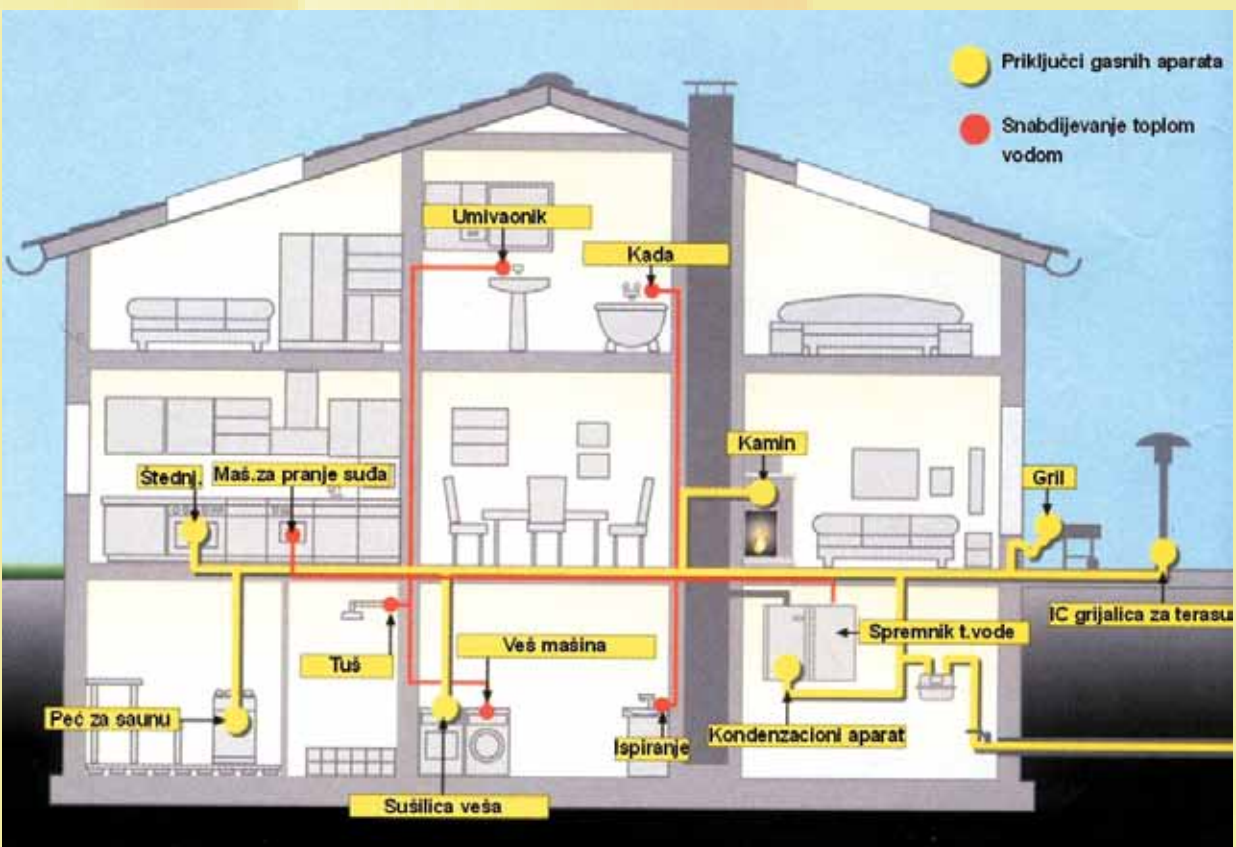 Priključci gasnih aparata
Snabdijevanje toplom
vodom
Umivaonik
Kada
Kamin
Štednj.
Maš.za pranje suđa
Gril
IC grijalica za terasu
Spremnik t.vode
Tuš
Veš mašina
Peć za saunu
Ispiranje
Kondenzacioni aparat
Sušilica veša